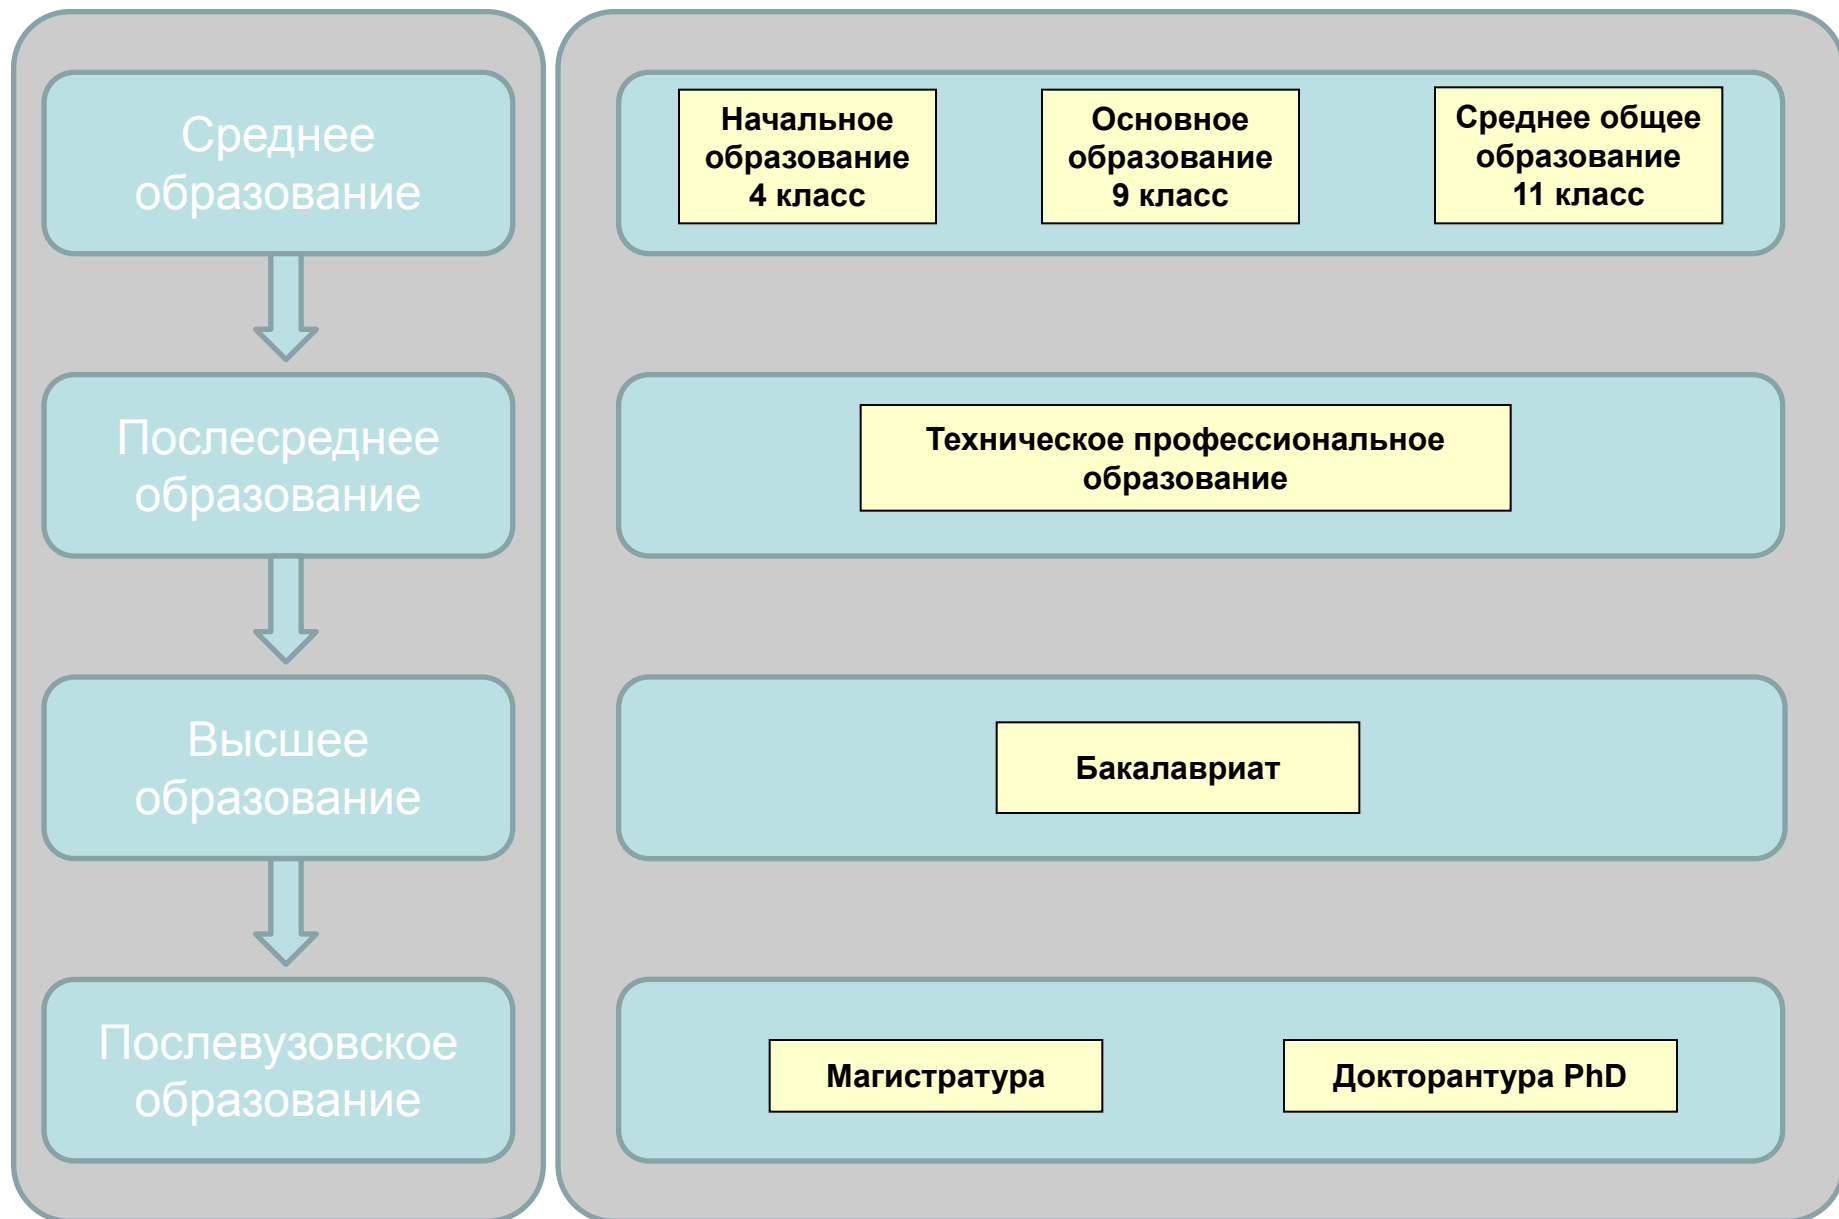 Среднее
образование
Начальное
образование
4 класс
Основное
образование
9 класс
Среднее общее
образование
11 класс
Послесреднее
образование
Техническое профессиональное
образование
Высшее
образование
Бакалавриат
Послевузовское
образование
Магистратура
Докторантура PhD